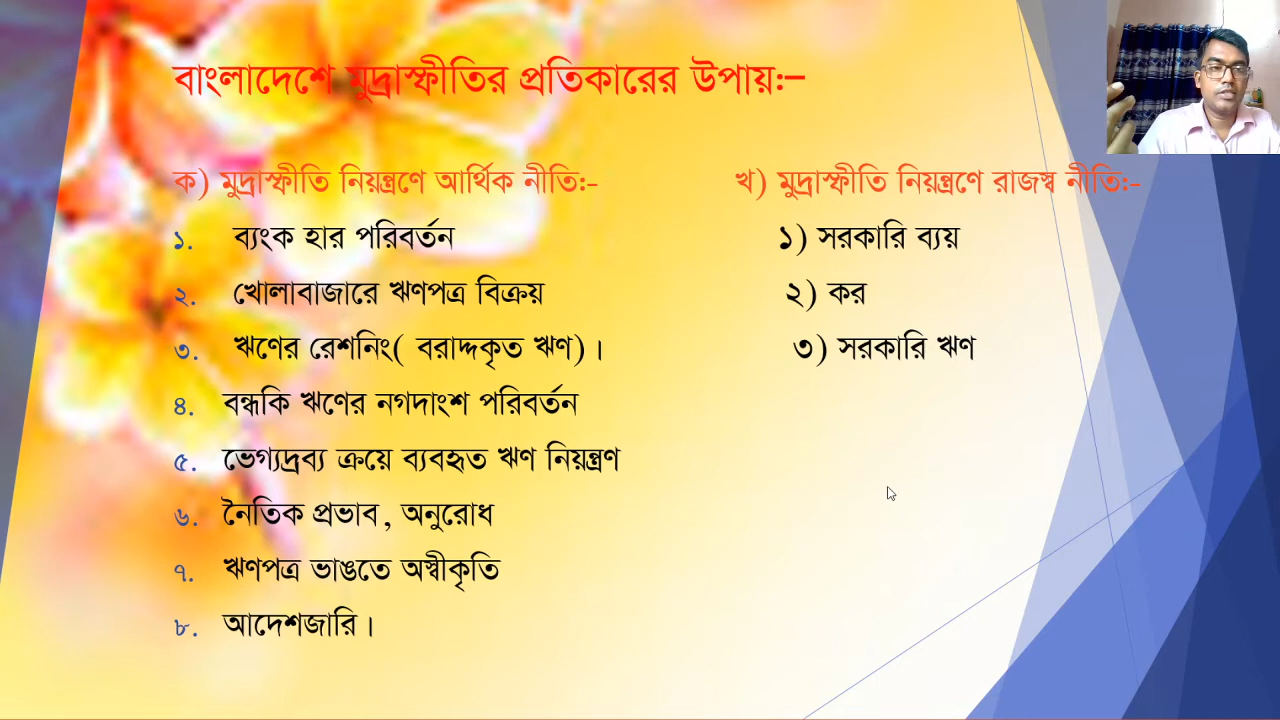 বাংলাদেশে মুদ্রাস্ফীতির প্রতিকারের উপায়:–
ক) মুদ্রাস্ফীতি নিয়ন্ত্রণে আর্থিক নীতি:-
১. ব্যংক হার পরিবর্তন
২. খোলাবাজারে ঋণপত্র বিক্রয়
৩. ঋণের রেশনিং( বরাদ্দকৃত ঋণ)।
৪. বন্ধকি ঋণের নগদাংশ পরিবর্তন
৫. ভেগ্যদ্রব্য ক্রয়ে ব্যবহৃত ঋণ নিয়ন্ত্রণ
৬. নৈতিক প্রভাব, অনুরোধ
৭. ঋণপত্র ভাঙতে অস্বীকৃতি
৮. আদেশজারি।
খ) মুদ্রাস্ফীতি নিয়ন্ত্রণে রাজস্ব নীতি:-
১) সরকারি ব্যয়
২) কর
৩) সরকারি ঋণ